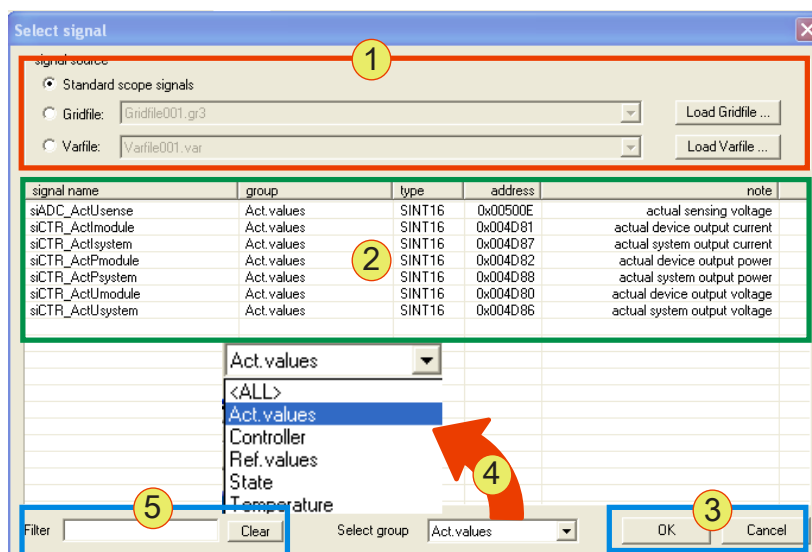 Select signal
signal source
1
Standard scope signals
Gridfile: Gridfile001.gr3 Load Gridfile ...
Varfile: Varfile001.var Load Varfile ...
signal name group type address note
siADC_ActUsense Act.values SINT16 0x00500E actual sensing voltage
siCTR_ActImodule Act.values SINT16 0x004D81 actual device output current
siCTR_ActIsystem Act.values SINT16 0x004D87 actual system output current
siCTR_ActPmodule Act.values SINT16 0x004D82 actual device output power
2
siCTR_ActPsystem Act.values SINT16 0x004D88 actual system output power
siCTR_ActUmodule Act.values SINT16 0x004D80 actual device output voltage
siCTR_ActUsystem Act.values SINT16 0x004D86 actual system output voltage
Act.values
<ALL>
Act.values
Controller
Ref.values
State
Temperature
4
5
3
Filter Clear Select group Act.values OK Cancel